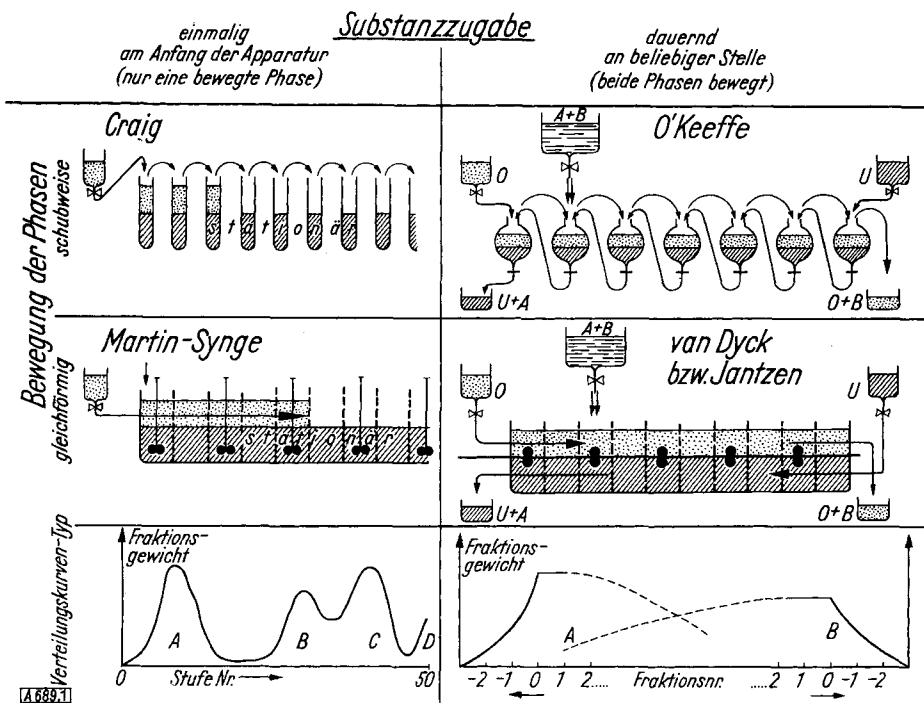 Substanzzugabe
einmalig
am Anfang der Apparatur
(nur eine bewegte Phase)
dauernd
an beliebiger Stelle
(beide Phasen bewegt)
Bewegung der Phasen
schubweise
gleichförmig
Verteilungskurven-Typ
Craig
stationär
A+B
O'Keeffe
O
U
U+A
O+B
Martin-Synge
stationär
A+B
van Dyck
bzw. Jantzen
O
U
U+A
O+B
Fraktions-
gewicht
A
B
C
D
0
Stufe Nr.
50
Fraktions-
gewicht
A
B
-2 -1 0 1 2..... Fraktionsnr. .....2 1 0 -1 -2
A 689.1